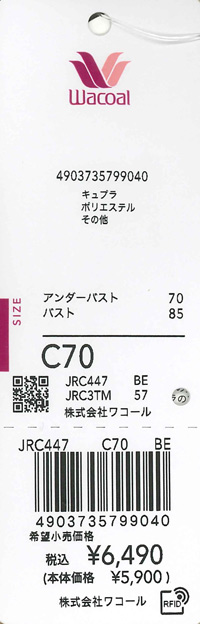 Wacoal
4903735799040
キュプラ
ポリエステル
その他
SIZE
アンダーバスト 70
バスト 85
C70
JRC447 BE
JRC3TM 57
株式会社ワコール
の
JRC447 C70 BE
4903735799040
希望小売価格
税込 ¥6,490
(本体価格 ¥5,900)
株式会社ワコール
RFID